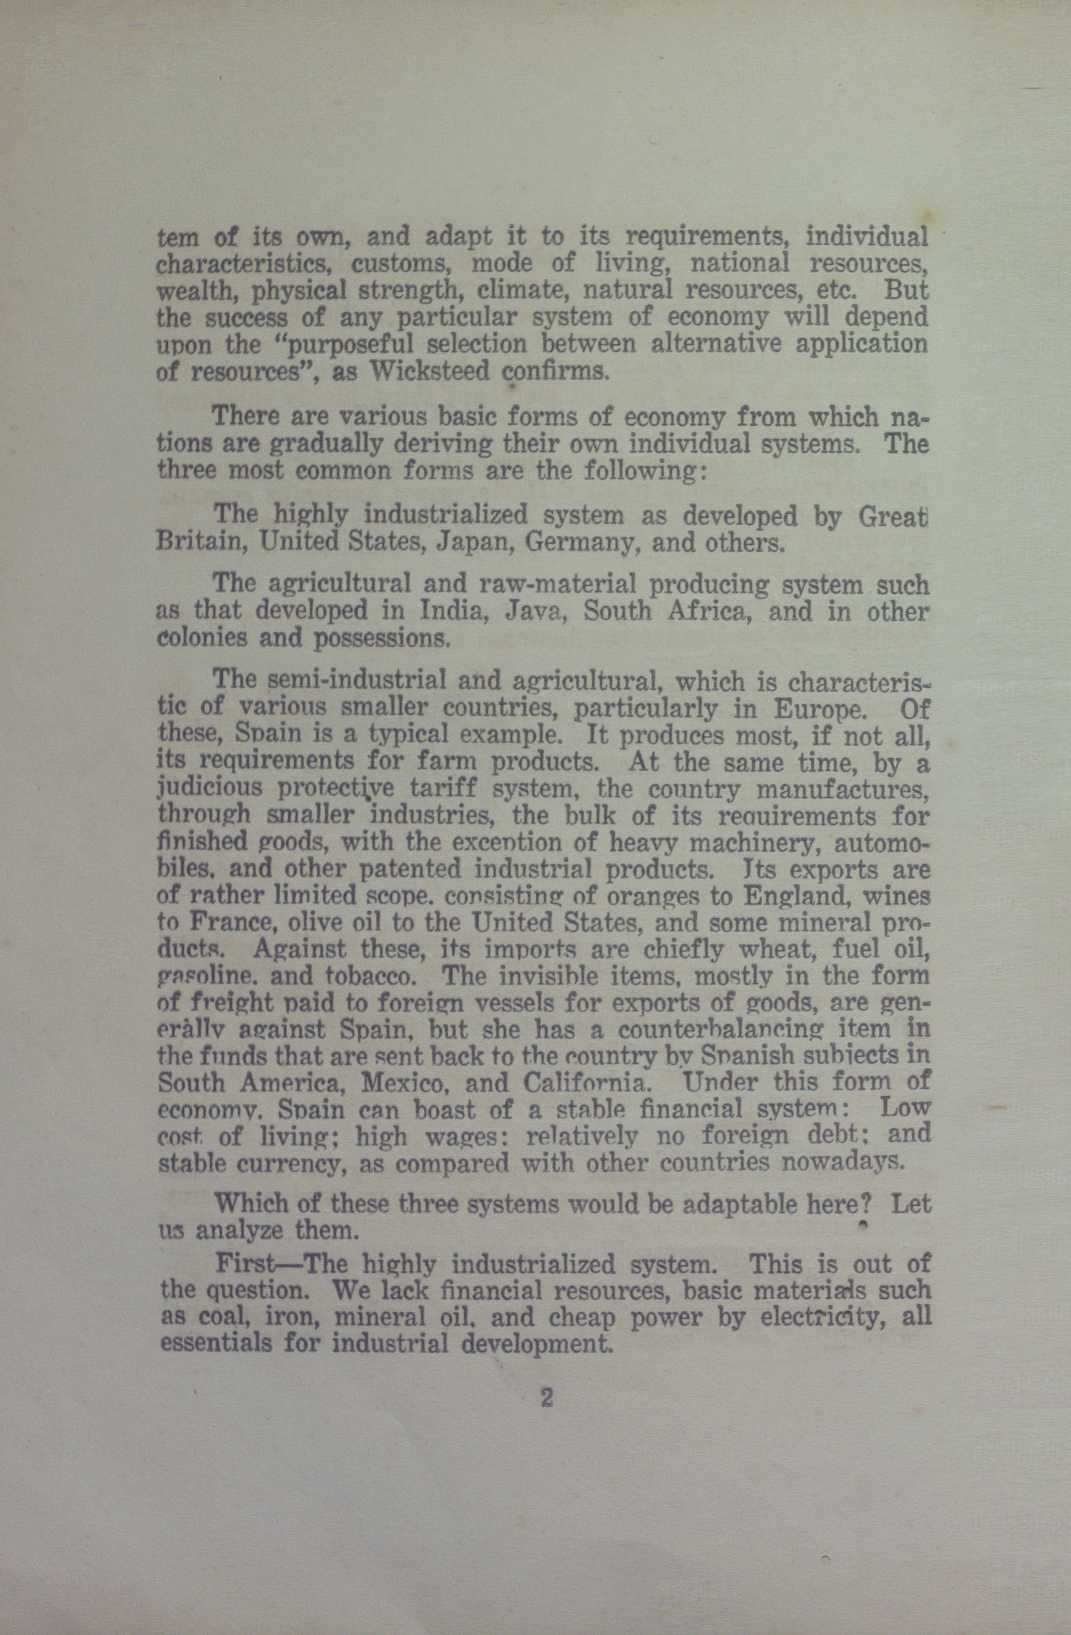 tem of its own, and adapt it to its requirements, individual
characteristics, customs, mode of living, national resources,
wealth, physical strength, climate, natural resources, etc. But
the success of any particular system of economy will depend
upon the "purposeful selection between alternative application
of resources", as Wicksteed confirms.
There are various basic forms of economy from which na-
tions are gradually deriving their own individual systems. The
three most common forms are the following:
The highly industrialized system as developed by Great
Britain, United States, Japan, Germany, and others.
The agricultural and raw-material producing system such
as that developed in India, Java, South Africa, and in other
colonies and possessions.
The semi-industrial and agricultural, which is characteris-
tic of various smaller countries, particularly in Europe. Of
these, Spain is a typical example. It produces most, if not all,
its requirements for farm products. At the same time, by a
judicious protective tariff system, the country manufactures,
through smaller industries, the bulk of its requirements for
finished goods, with the exception of heavy machinery, automo-
biles, and other patented industrial products. Its exports are
of rather limited scope, consisting of oranges to England, wines
to France, olive oil to the United States, and some mineral pro-
ducts. Against these, its imports are chiefly wheat, fuel oil,
gasoline, and tobacco. The invisible items, mostly in the form
of freight paid to foreign vessels for exports of goods, are gen-
erally against Spain, but she has a counterbalancing item in
the funds that are sent back to the country by Spanish subjects in
South America, Mexico, and California. Under this form of
economy, Spain can boast of a stable financial system: Low
cost of living; high wages; relatively no foreign debt; and
stable currency, as compared with other countries nowadays.
Which of these three systems would be adaptable here? Let
us analyze them.
First—The highly industrialized system. This is out of
the question. We lack financial resources, basic materials such
as coal, iron, mineral oil, and cheap power by electricity, all
essentials for industrial development.
2